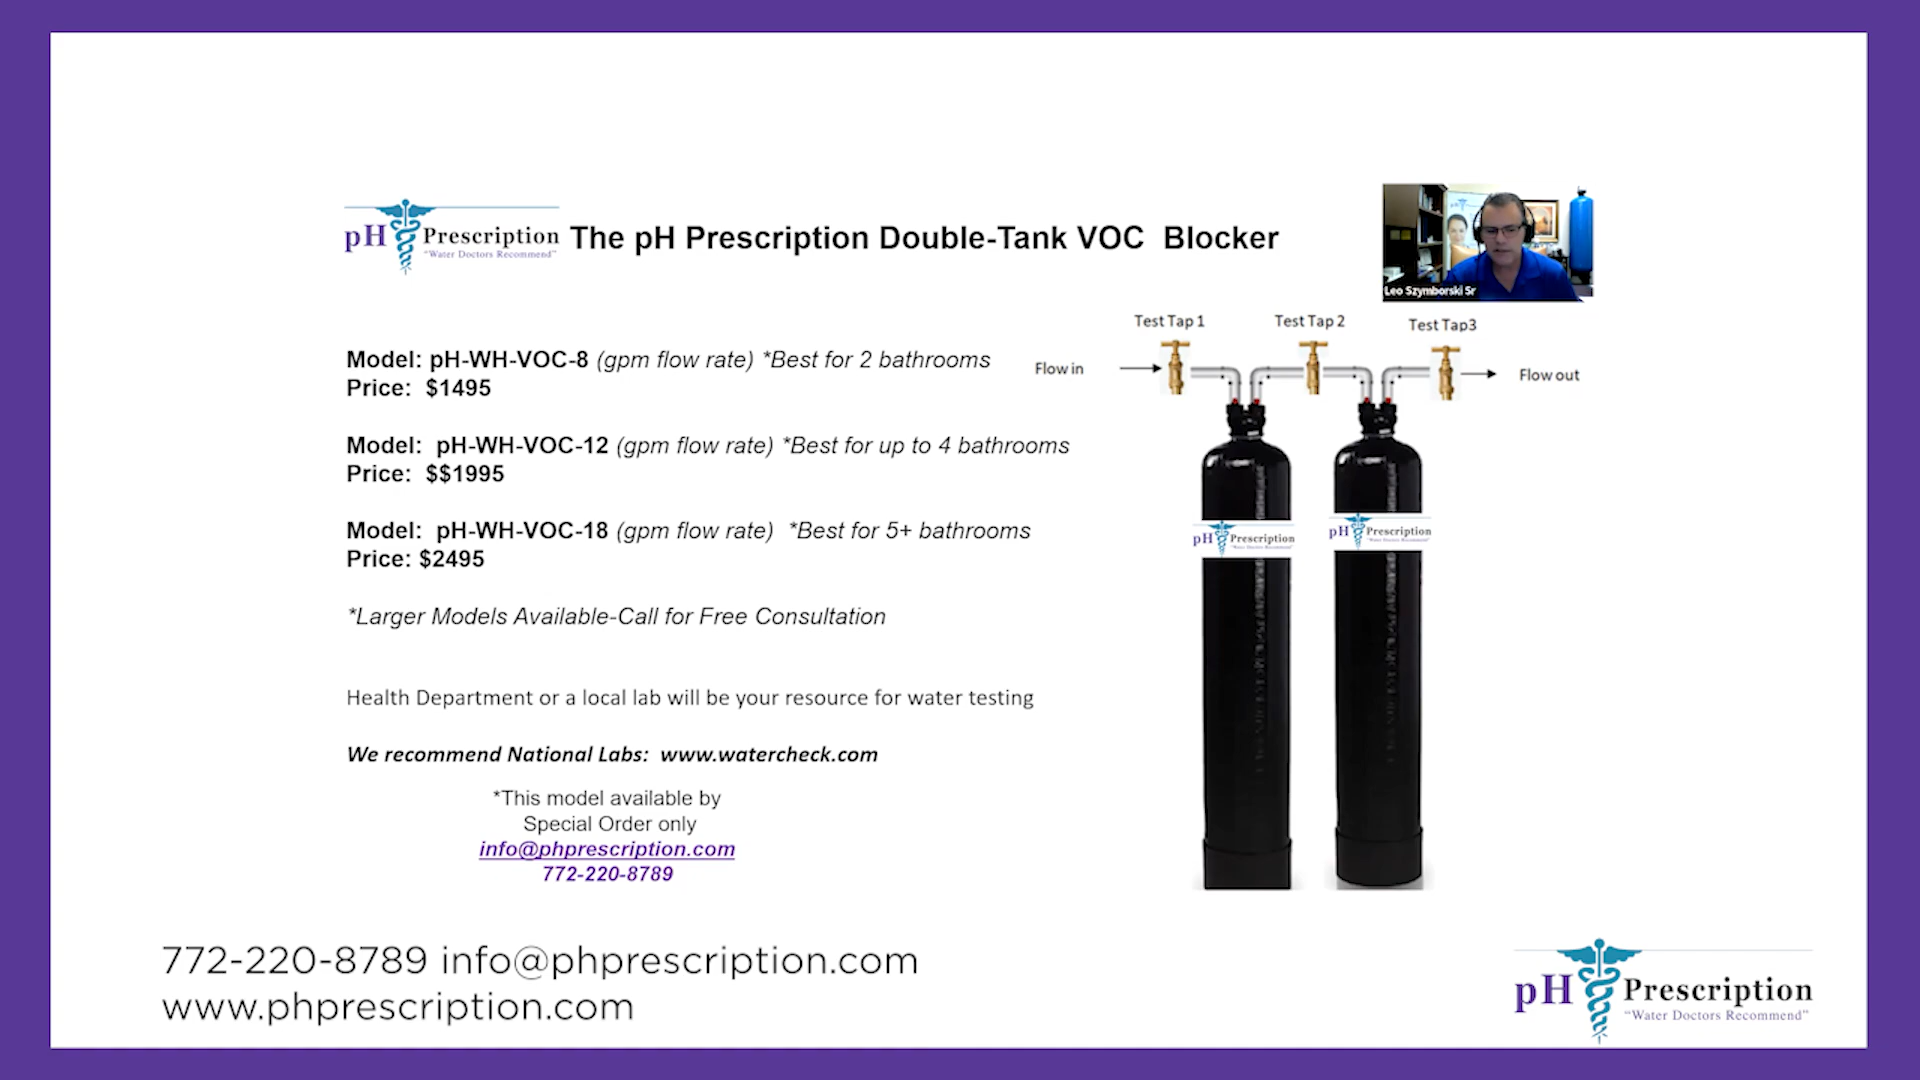 pH Prescription
"Water Doctors Recommend"
The pH Prescription Double-Tank VOC Blocker
Leo Szymborski Sr
Test Tap 1
Test Tap 2
Test Tap3
Flow in
Flow out
Model: pH-WH-VOC-8 (gpm flow rate) *Best for 2 bathrooms
Price: $1495
Model: pH-WH-VOC-12 (gpm flow rate) *Best for up to 4 bathrooms
Price: $$1995
Model: pH-WH-VOC-18 (gpm flow rate) *Best for 5+ bathrooms
Price: $2495
*Larger Models Available-Call for Free Consultation
pH Prescription
"Water Doctors Recommend"
pH Prescription
"Water Doctors Recommend"
Health Department or a local lab will be your resource for water testing
We recommend National Labs: www.watercheck.com
*This model available by
Special Order only
info@phprescription.com
772-220-8789
772-220-8789 info@phprescription.com
www.phprescription.com
pH Prescription
"Water Doctors Recommend"